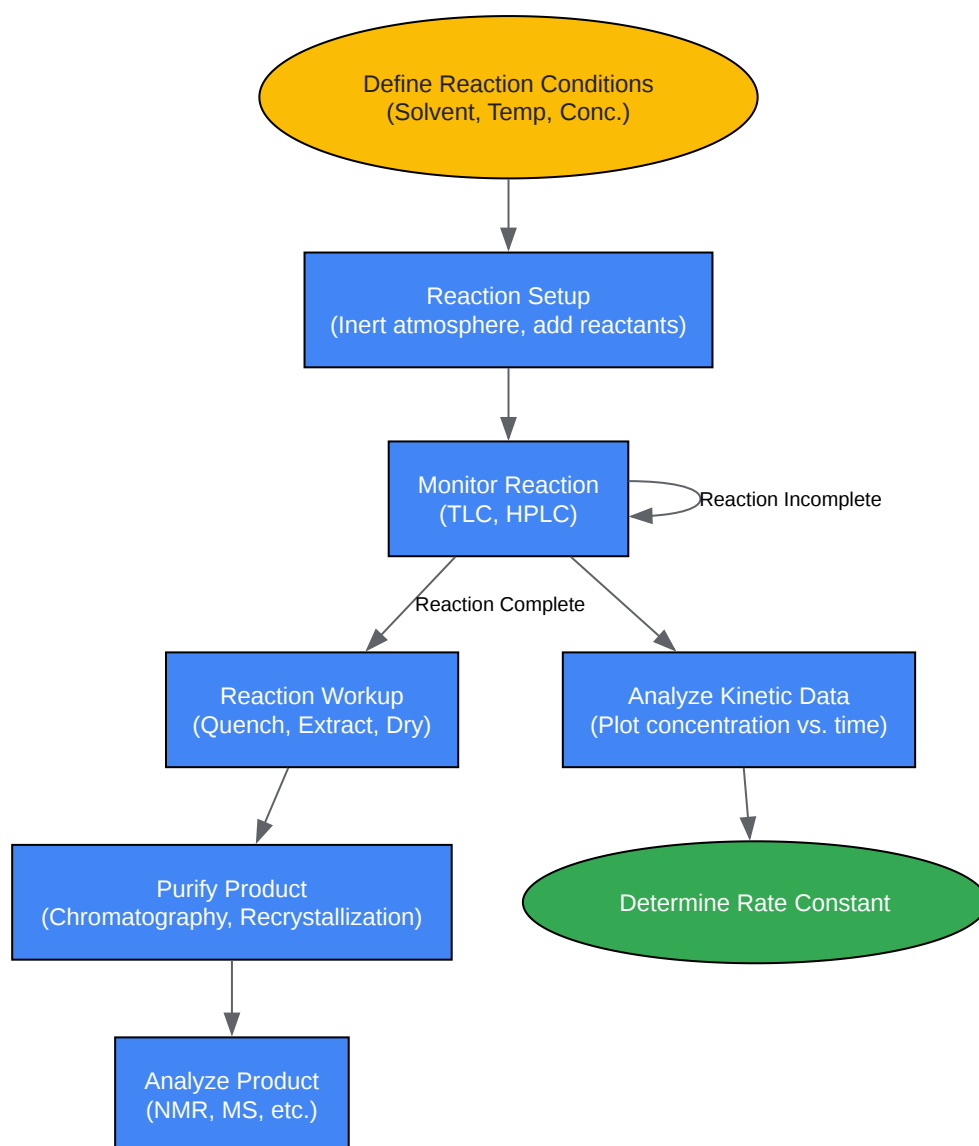 Define Reaction Conditions
(Solvent, Temp, Conc.)
Reaction Setup
(Inert atmosphere, add reactants)
Monitor Reaction
(TLC, HPLC)
Reaction Incomplete
Reaction Complete
Reaction Workup
(Quench, Extract, Dry)
Analyze Kinetic Data
(Plot concentration vs. time)
Purify Product
(Chromatography, Recrystallization)
Determine Rate Constant
Analyze Product
(NMR, MS, etc.)